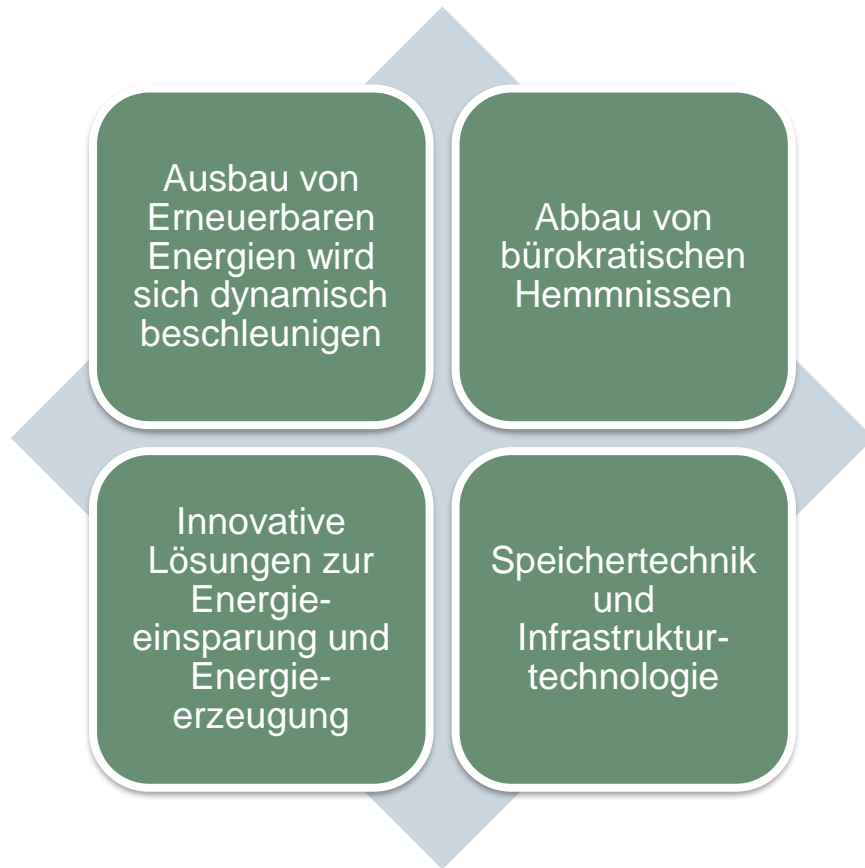 Ausbau von
Erneuerbaren
Energien wird
sich dynamisch
beschleunigen
Abbau von
bürokratischen
Hemmnissen
Innovative
Lösungen zur
Energie-
einsparung und
Energie-
erzeugung
Speichertechnik
und
Infrastruktur-
technologie